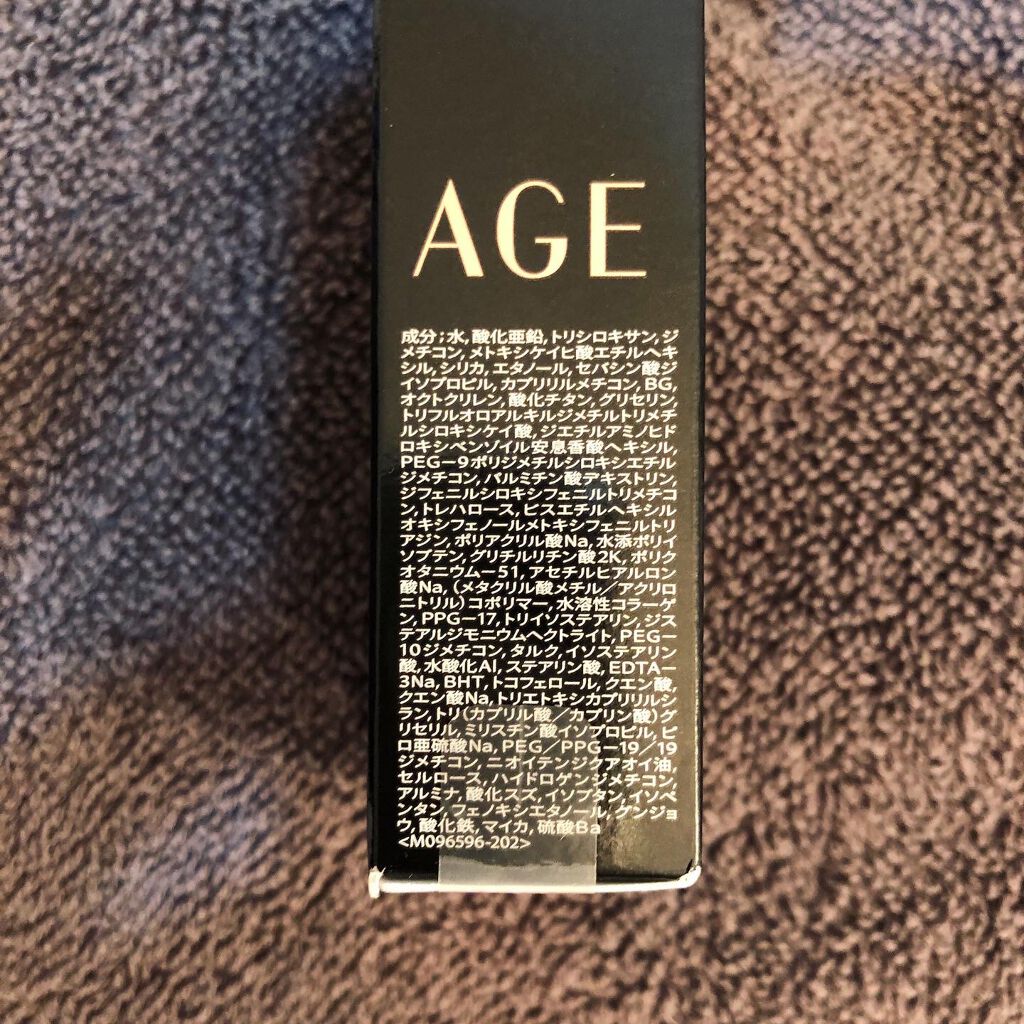 AGE
成分;水,酸化亜鉛,トリシロキサン,ジ
メチコン,メトキシケイヒ酸エチルヘキ
シル,シリカ,エタノール,セバシン酸ジ
イソプロピル,カプリリルメチコン,BG,
オクトクリレン,酸化チタン,グリセリン,
トリフルオロアルキルジメチルトリメチ
ルシロキシケイ酸,ジエチルアミノヒド
ロキシベンゾイル安息香酸ヘキシル,
PEG−9ポリジメチルシロキシエチル
ジメチコン,パルミチン酸デキストリン,
ジフェニルシロキシフェニルトリメチコ
ン,トレハロース,ビスエチルヘキシル
オキシフェノールメトキシフェニルトリ
アジン,ポリアクリル酸Na,水添ポリイ
ソブテン,グリチルリチン酸2K,ポリク
オタニウム−51,アセチルヒアルロン
酸Na,(メタクリル酸メチル/アクリロ
ニトリル)コポリマー,水溶性コラーゲ
ン,PPG−17,トリイソステアリン,ジス
テアルジモニウムヘクトライト,PEG−
10ジメチコン,タルク,イソステアリン
酸,水酸化Al,ステアリン酸,EDTA−
3Na,BHT,トコフェロール,クエン酸,
クエン酸Na,トリエトキシカプリリルシ
ラン,トリ(カプリル酸/カプリン酸)グ
リセリル,ミリスチン酸イソプロピル,ピ
ロ亜硫酸Na,PEG/PPG−19/19
ジメチコン,ニオイテンジクアオイ油,
セルロース,ハイドロゲンジメチコン,
アルミナ,酸化スズ,イソブタン,イソペ
ンタン,フェノキシエタノール,グンジョ
ウ,酸化鉄,マイカ,硫酸Ba
<M096596-202>